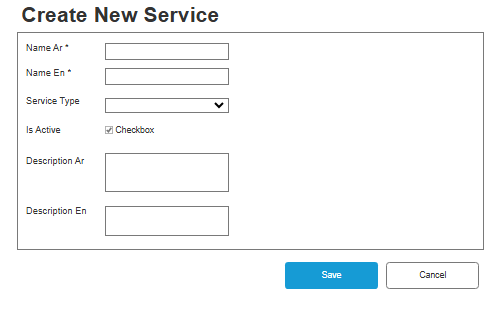 Create New Service
Name Ar *
Name En *
Service Type
Is Active Checkbox
Description Ar
Description En
Save Cancel